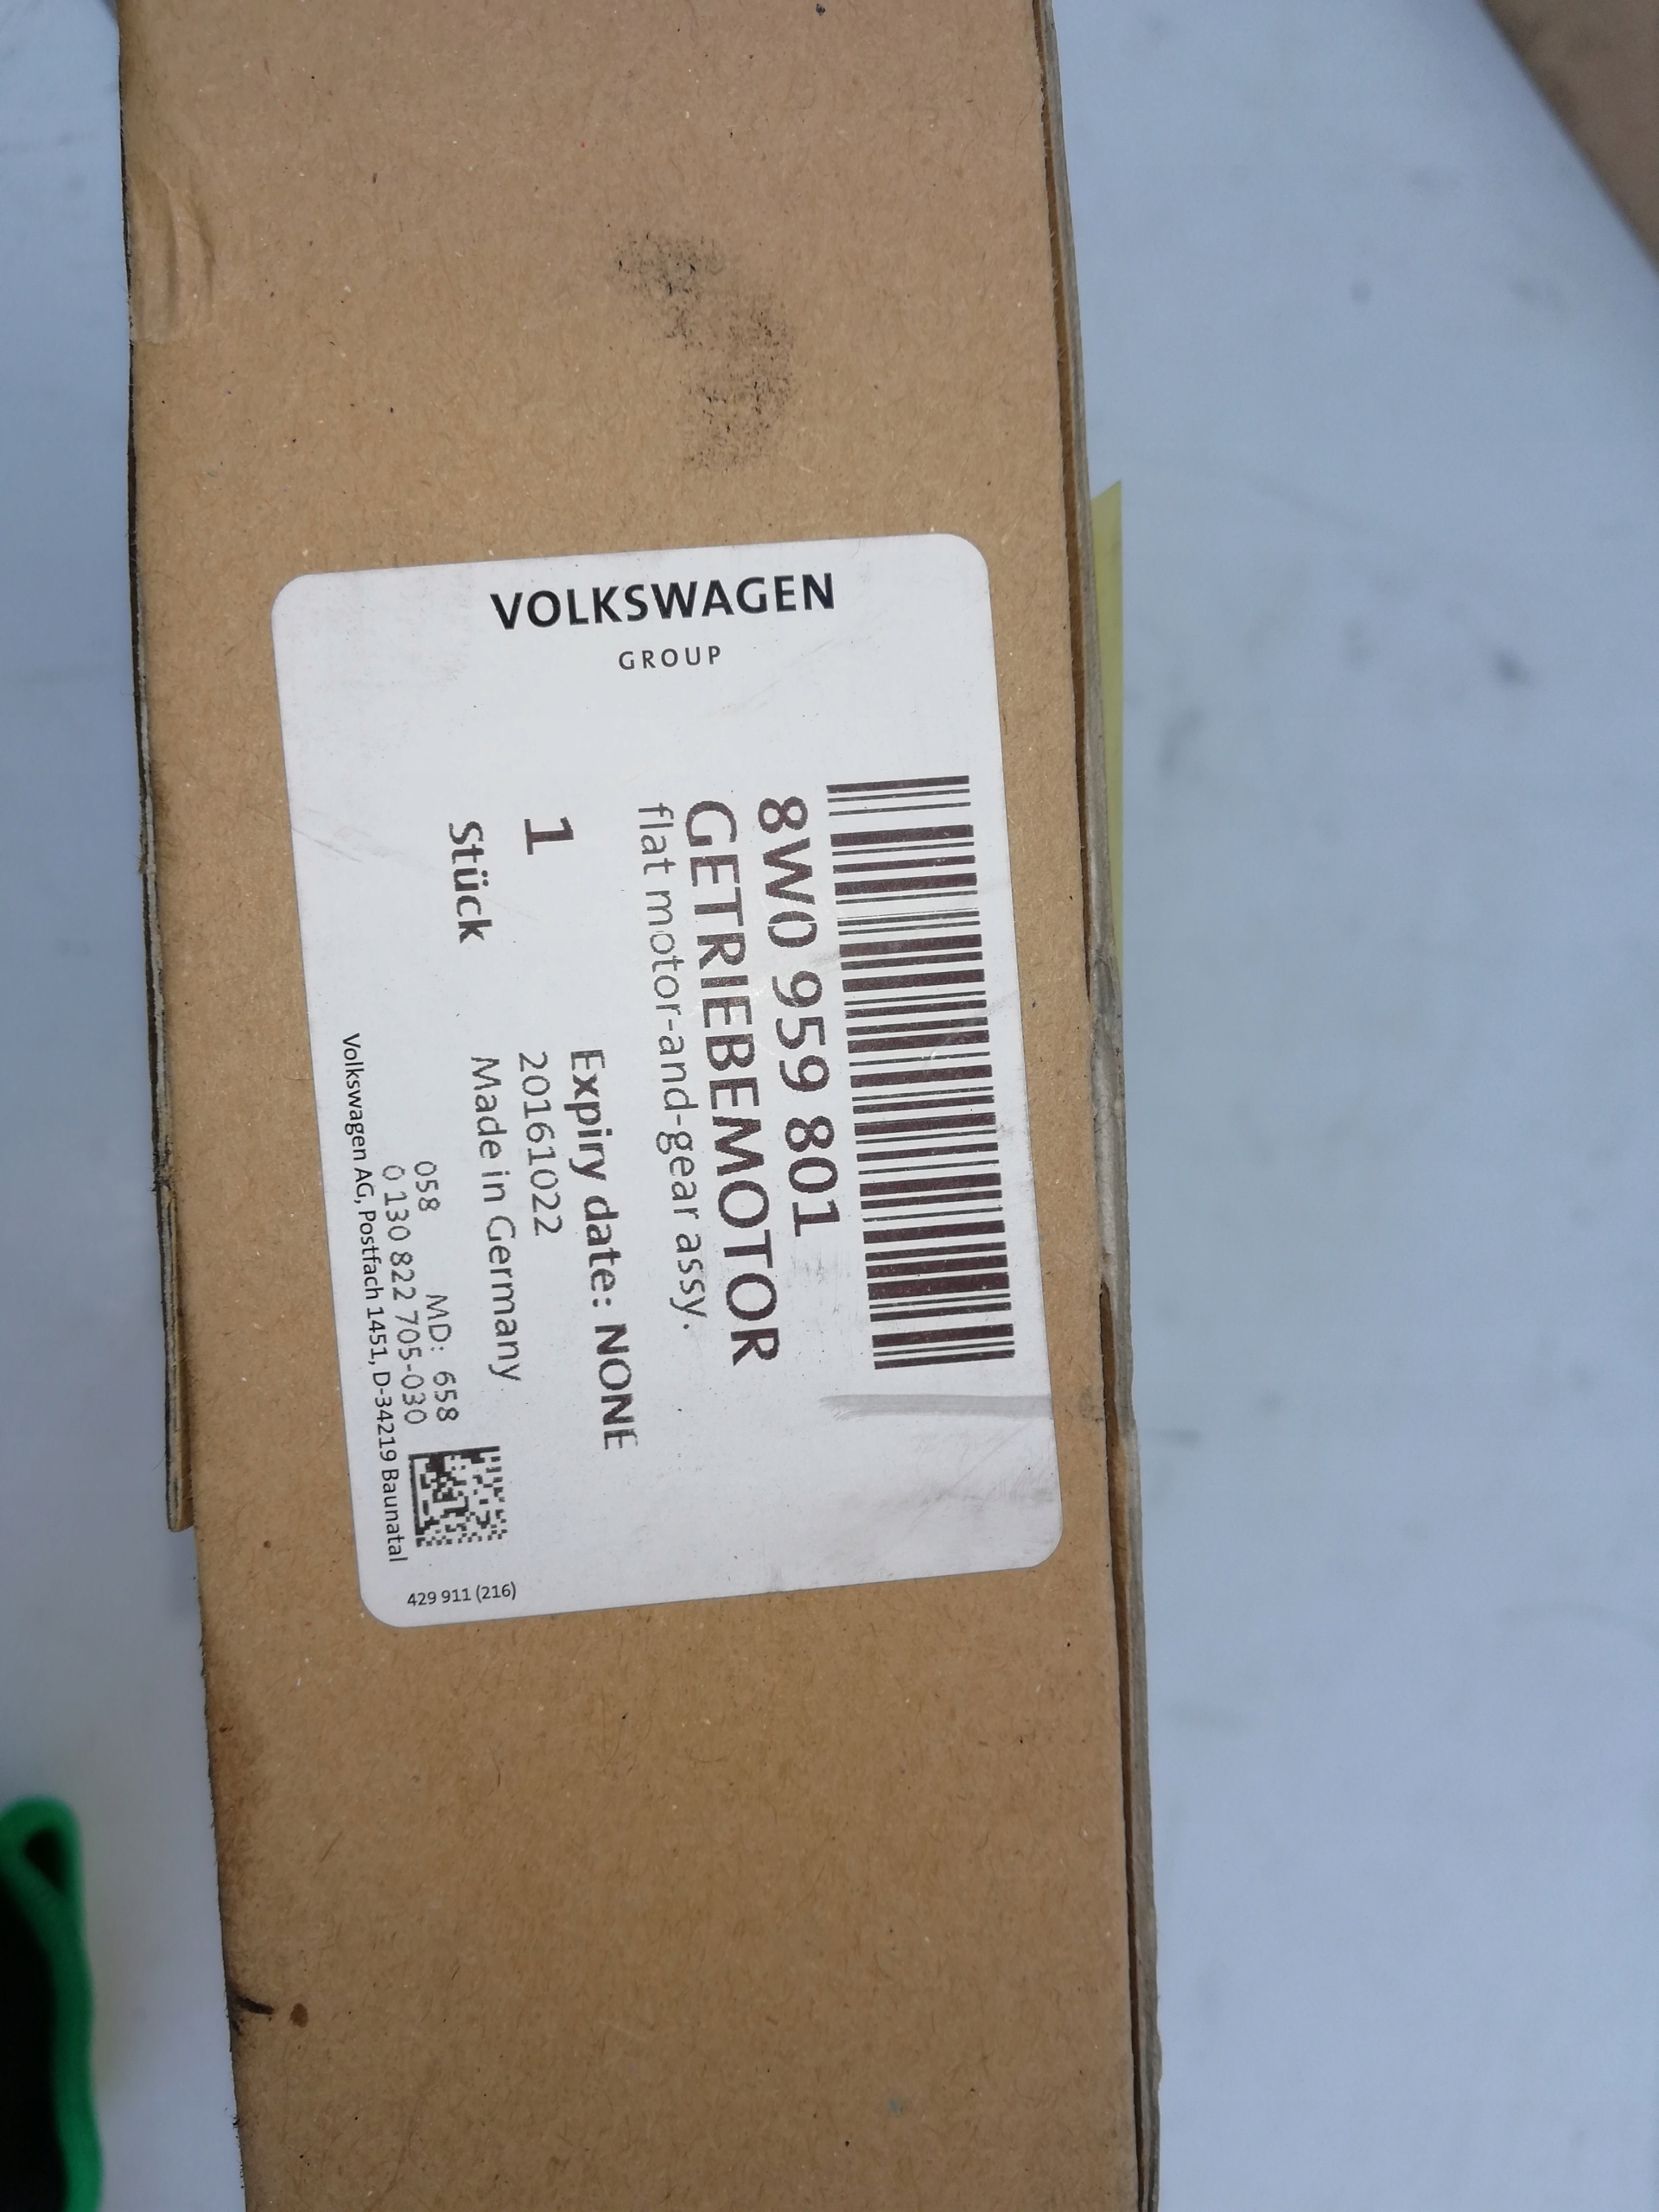 VOLKSWAGEN
GROUP
8W0 959 801
GETRIEBEMOTOR
flat motor-and-gear assy.
1
Stück
Expiry date: NONE
20161022
Made in Germany
058 MD: 658
0 130 822 705-030
Volkswagen AG, Postfach 1451, D-34219 Baunatal
429 911 (216)